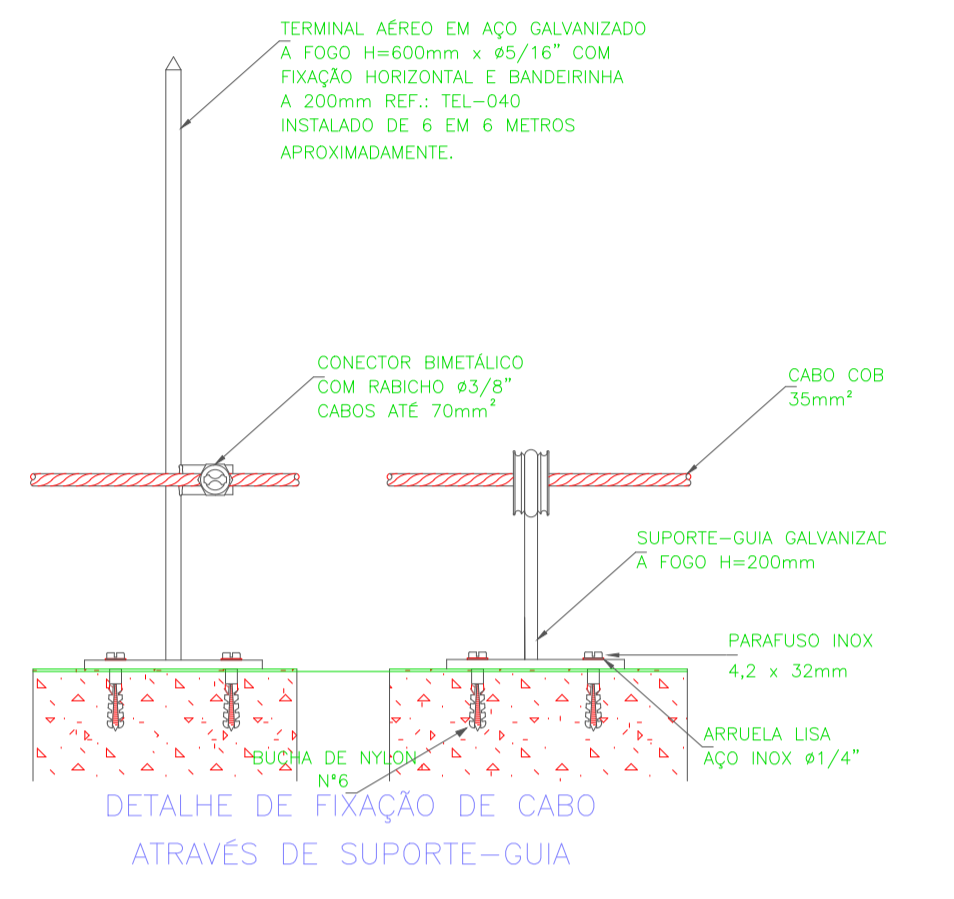 TERMINAL AÉREO EM AÇO GALVANIZADO
A FOGO H=600mm x ø5/16" COM
FIXAÇÃO HORIZONTAL E BANDEIRINHA
A 200mm REF.: TEL-040
INSTALADO DE 6 EM 6 METROS
APROXIMADAMENTE.
CONECTOR BIMETÁLICO
COM RABICHO ø3/8"
CABOS ATÉ 70mm²
CABO COB
35mm²
SUPORTE-GUIA GALVANIZAD
A FOGO H=200mm
PARAFUSO INOX
4,2 x 32mm
ARRUELA LISA
AÇO INOX ø1/4"
BUCHA DE NYLON
N°6
DETALHE DE FIXAÇÃO DE CABO
ATRAVÉS DE SUPORTE-GUIA